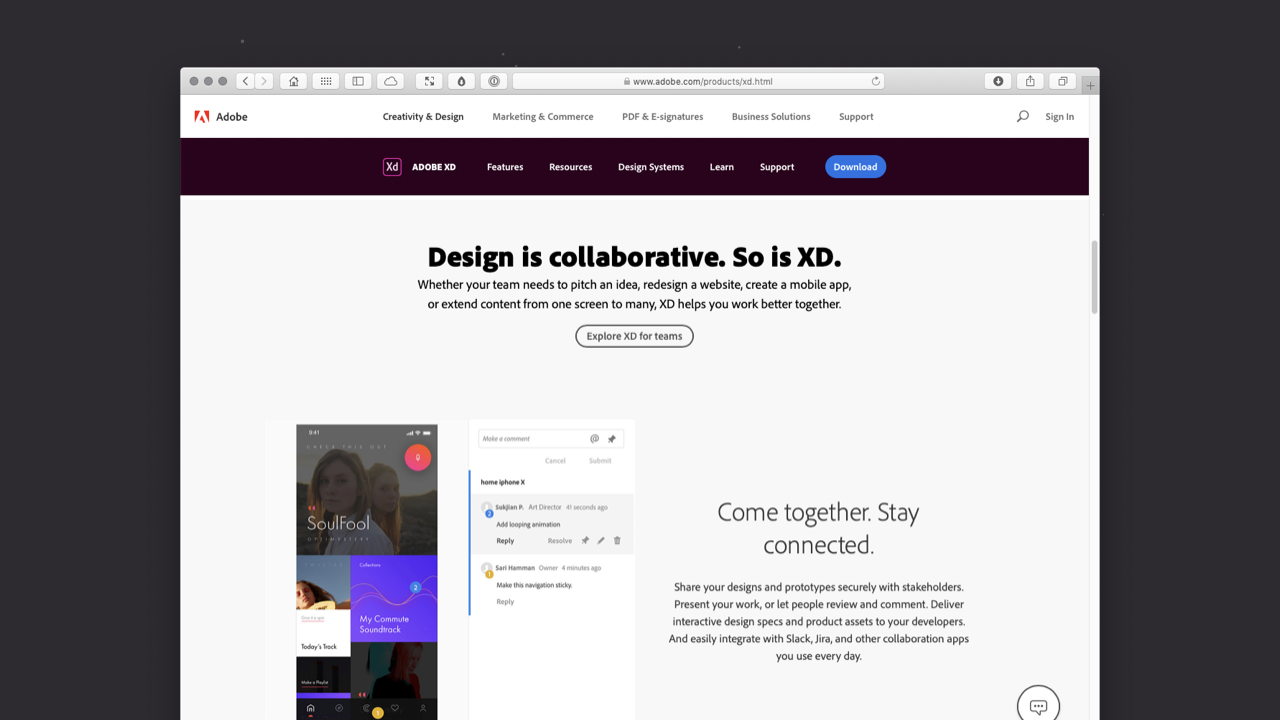 www.adobe.com/products/xd.html
Adobe
Creativity & Design
Marketing & Commerce
PDF & E-signatures
Business Solutions
Support
Sign In
Xd
ADOBE XD
Features
Resources
Design Systems
Learn
Support
Download
Design is collaborative. So is XD.
Whether your team needs to pitch an idea, redesign a website, create a mobile app,
or extend content from one screen to many, XD helps you work better together.
Explore XD for teams
9:41
CHECK THIS OUT
SoulFool
Collections
2
My Commute
Soundtrack
Today's Track
Make a Playlist
1
Make a comment
@
Cancel
Submit
home iphone X
Sukjian P. Art Director 41 seconds ago
2
Add looping animation
Reply
Resolve
Sari Hamman Owner 4 minutes ago
1
Make this navigation sticky.
Reply
Come together. Stay
connected.
Share your designs and prototypes securely with stakeholders.
Present your work, or let people review and comment. Deliver
interactive design specs and product assets to your developers.
And easily integrate with Slack, Jira, and other collaboration apps
you use every day.